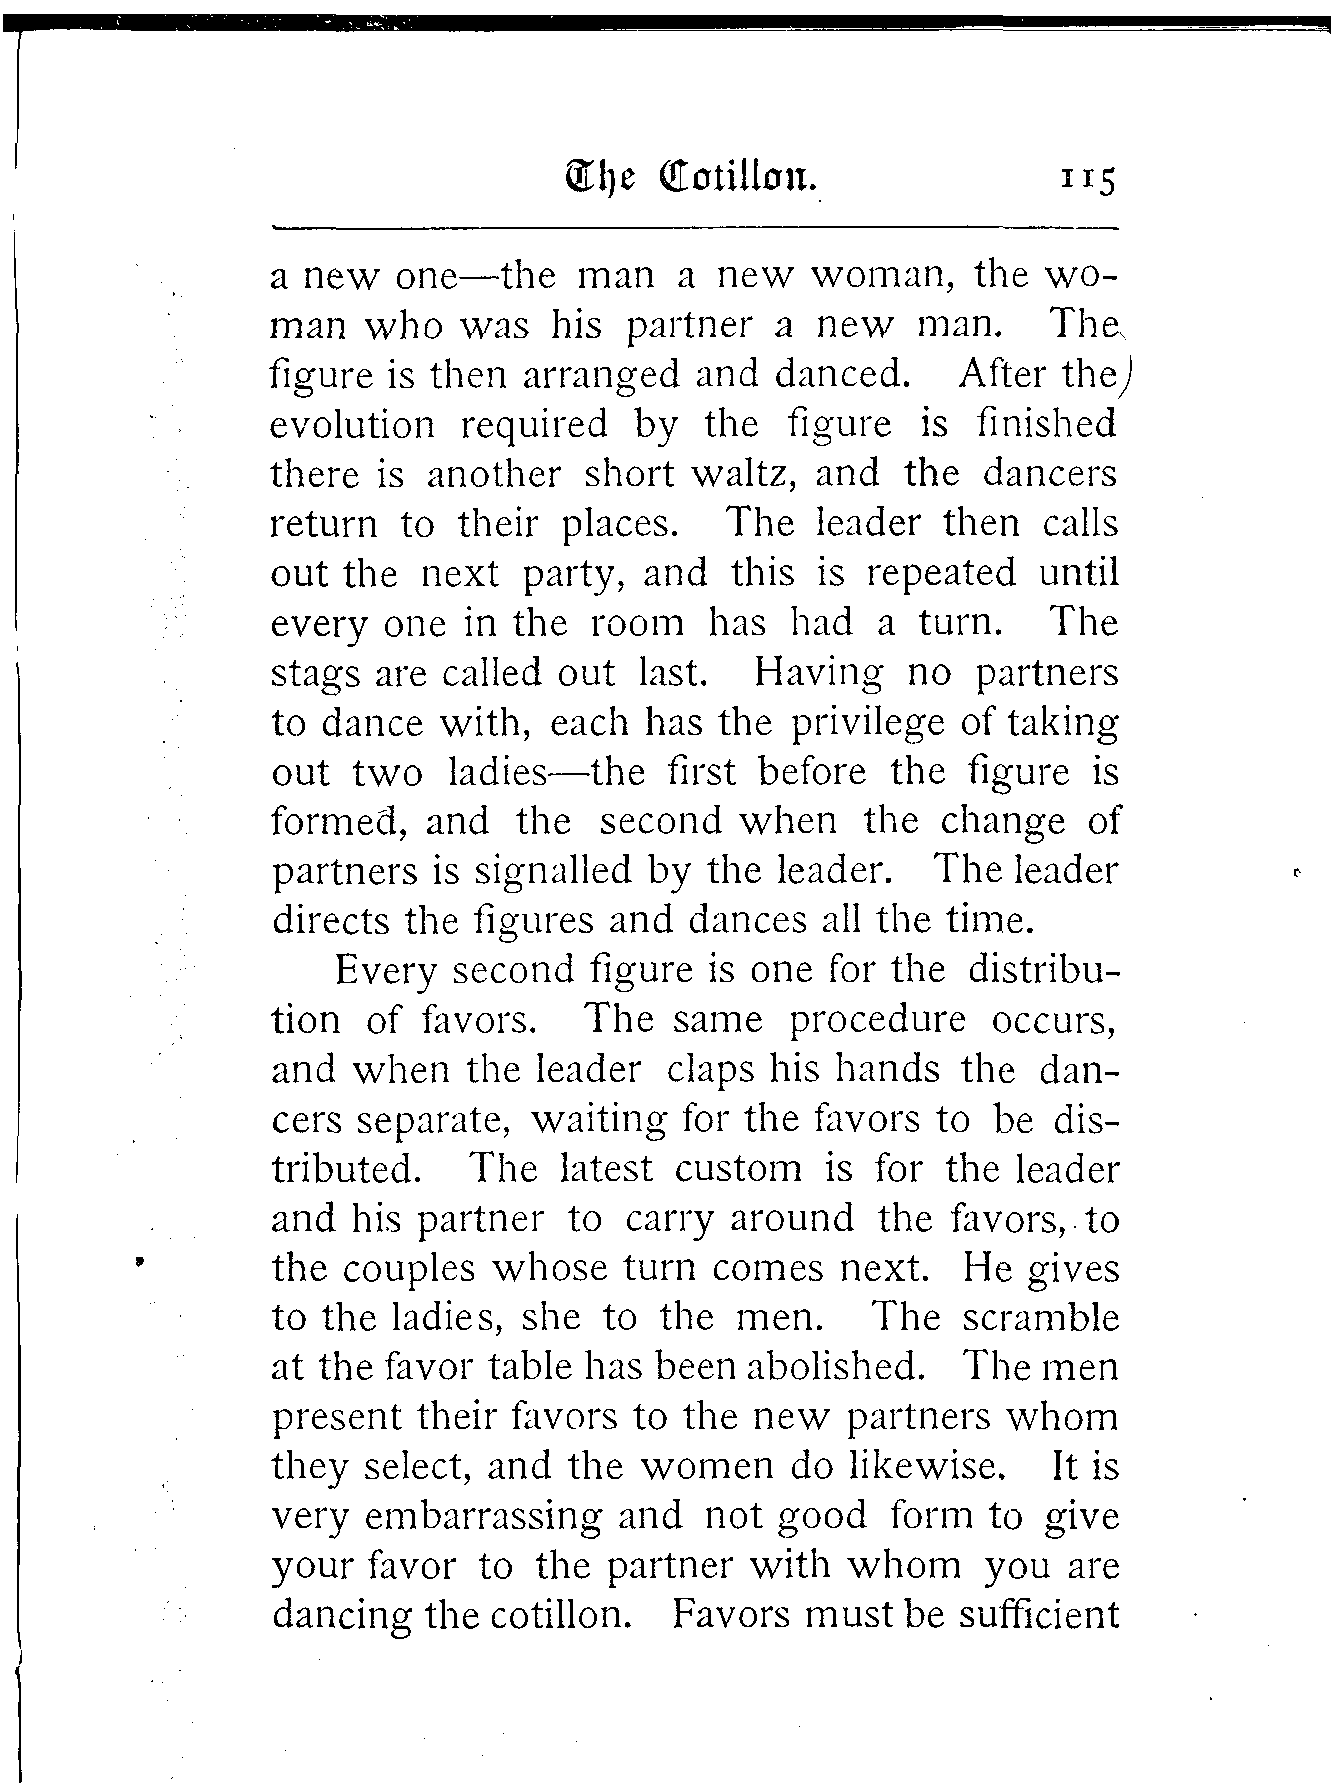 The Cotillon. 115
a new one—the man a new woman, the wo-
man who was his partner a new man. The
figure is then arranged and danced. After the
evolution required by the figure is finished
there is another short waltz, and the dancers
return to their places. The leader then calls
out the next party, and this is repeated until
every one in the room has had a turn. The
stags are called out last. Having no partners
to dance with, each has the privilege of taking
out two ladies—the first before the figure is
formed, and the second when the change of
partners is signalled by the leader. The leader
directs the figures and dances all the time.
Every second figure is one for the distribu-
tion of favors. The same procedure occurs,
and when the leader claps his hands the dan-
cers separate, waiting for the favors to be dis-
tributed. The latest custom is for the leader
and his partner to carry around the favors, to
the couples whose turn comes next. He gives
to the ladies, she to the men. The scramble
at the favor table has been abolished. The men
present their favors to the new partners whom
they select, and the women do likewise. It is
very embarrassing and not good form to give
your favor to the partner with whom you are
dancing the cotillon. Favors must be sufficient